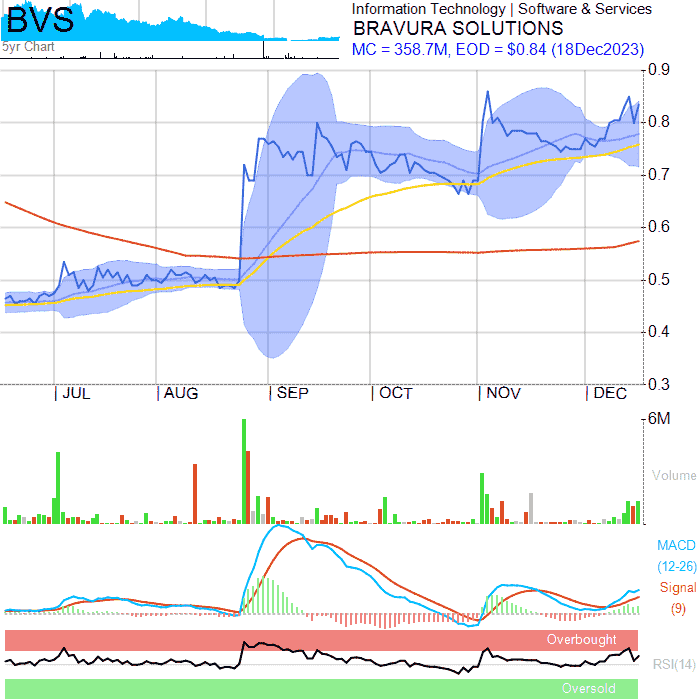 BVS
5yr Chart
Information Technology | Software & Services
BRAVURA SOLUTIONS
MC = 358.7M, EOD = $0.84 (18Dec2023)
0.9
0.8
0.7
0.6
0.5
0.4
0.3
JUL
AUG
SEP
OCT
NOV
DEC
6M
Volume
MACD
(12-26)
Signal
(9)
Overbought
RSI(14)
Oversold